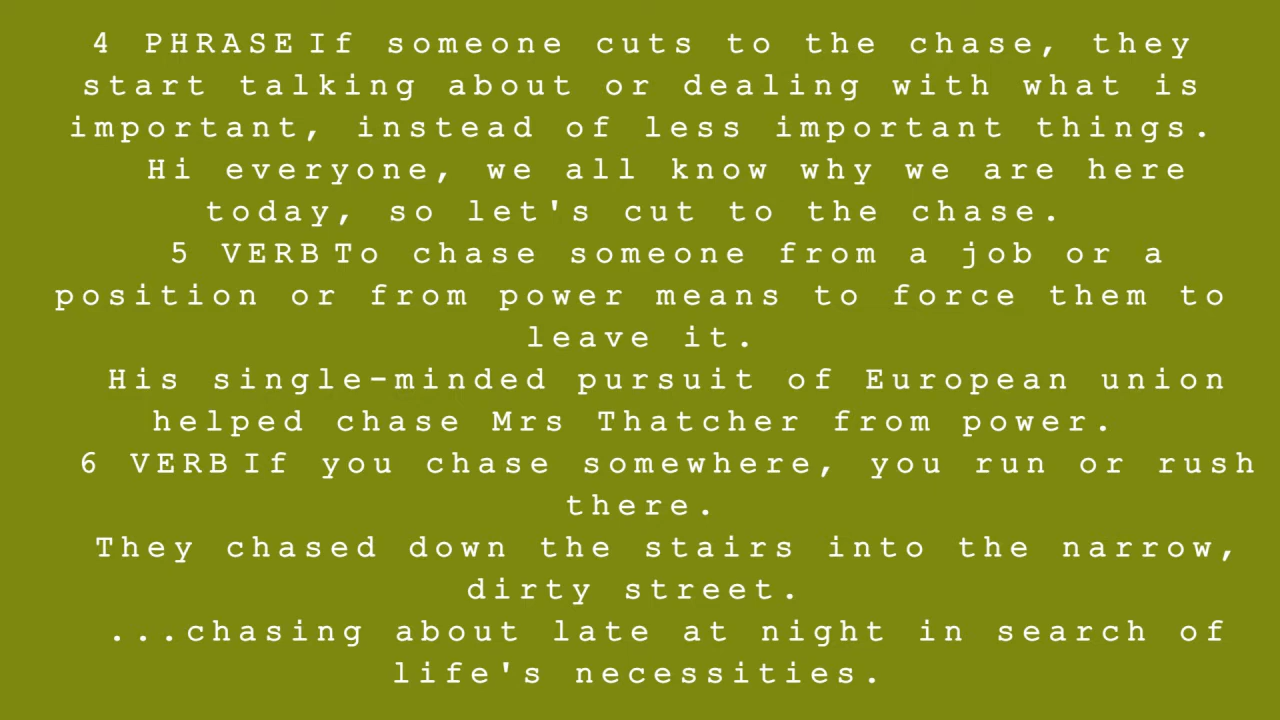 4 PHRASE If someone cuts to the chase, they
start talking about or dealing with what is
important, instead of less important things.
Hi everyone, we all know why we are here
today, so let's cut to the chase.
5 VERB To chase someone from a job or a
position or from power means to force them to
leave it.
His single-minded pursuit of European union
helped chase Mrs Thatcher from power.
6 VERB If you chase somewhere, you run or rush
there.
They chased down the stairs into the narrow,
dirty street.
...chasing about late at night in search of
life's necessities.